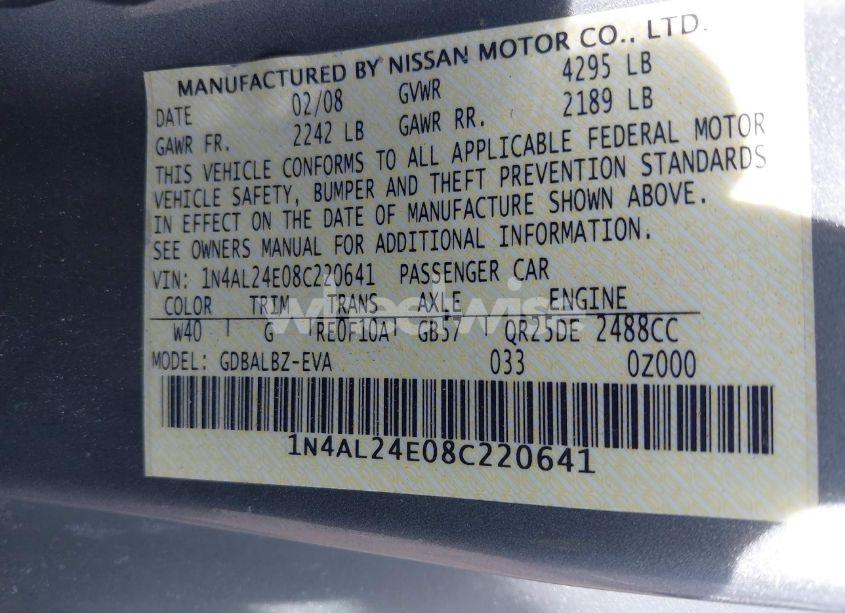 MANUFACTURED BY NISSAN MOTOR CO., LTD.
DATE 02/08 GVWR 4295 LB
GAWR FR. 2242 LB GAWR RR. 2189 LB
THIS VEHICLE CONFORMS TO ALL APPLICABLE FEDERAL MOTOR
VEHICLE SAFETY, BUMPER AND THEFT PREVENTION STANDARDS
IN EFFECT ON THE DATE OF MANUFACTURE SHOWN ABOVE.
SEE OWNERS MANUAL FOR ADDITIONAL INFORMATION.
VIN: 1N4AL24E08C220641 PASSENGER CAR
COLOR TRIM TRANS AXLE ENGINE
wheelwise
W40 G RE0F10A GB57 QR25DE 2488CC
MODEL: GDBALBZ-EVA 033 0Z000
1N4AL24E08C220641